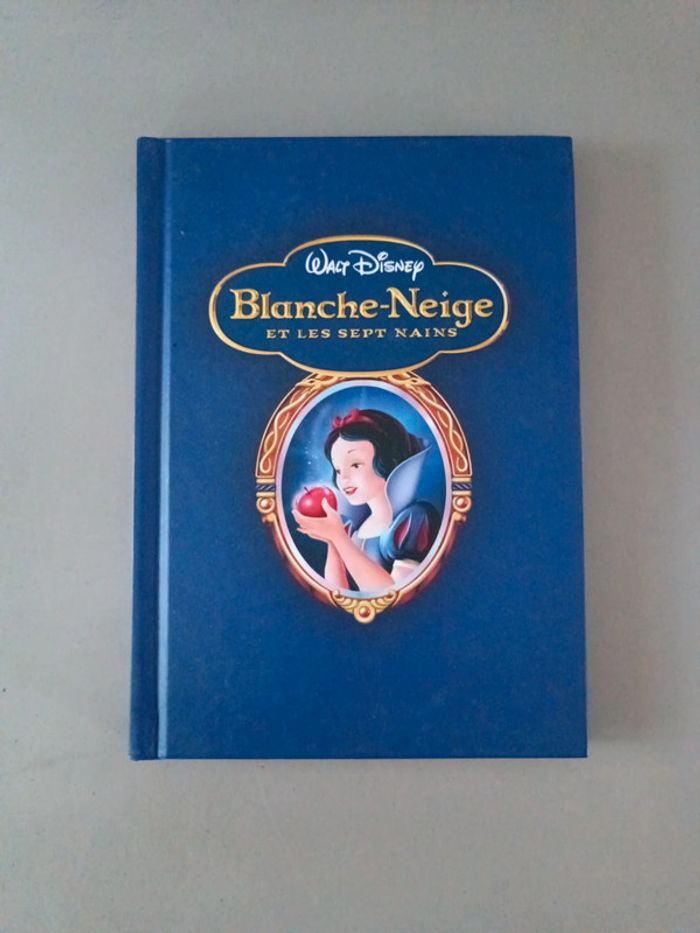 Walt Disney
Blanche-Neige
ET LES SEPT NAINS